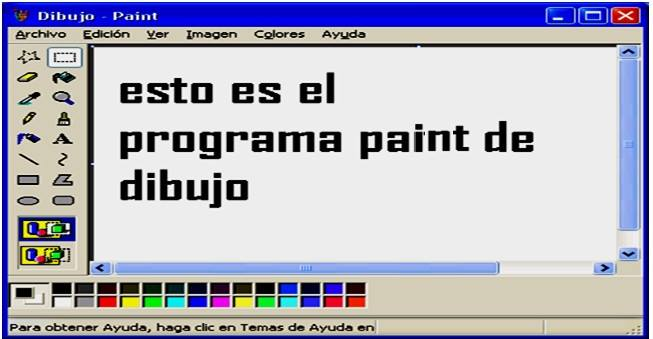 Dibujo - Paint
Archivo Edición Ver Imagen Colores Ayuda
A
esto es el
programa paint de
dibujo
Para obtener Ayuda, haga clic en Temas de Ayuda en